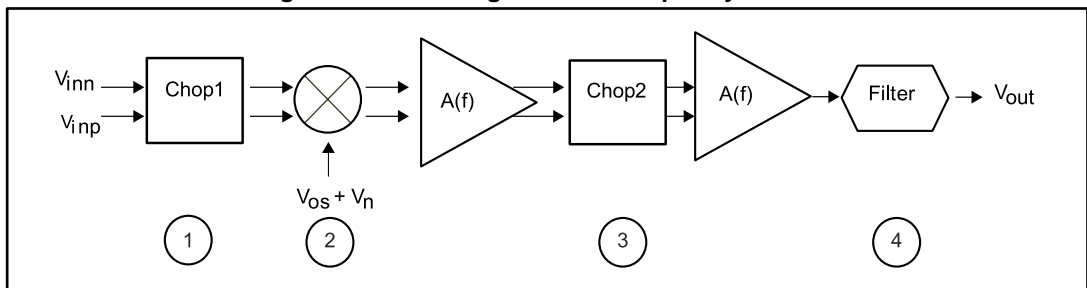 Vinn
Vinp
Chop1
A(f)
Chop2
A(f)
Filter
Vout
Vos + Vn
1
2
3
4